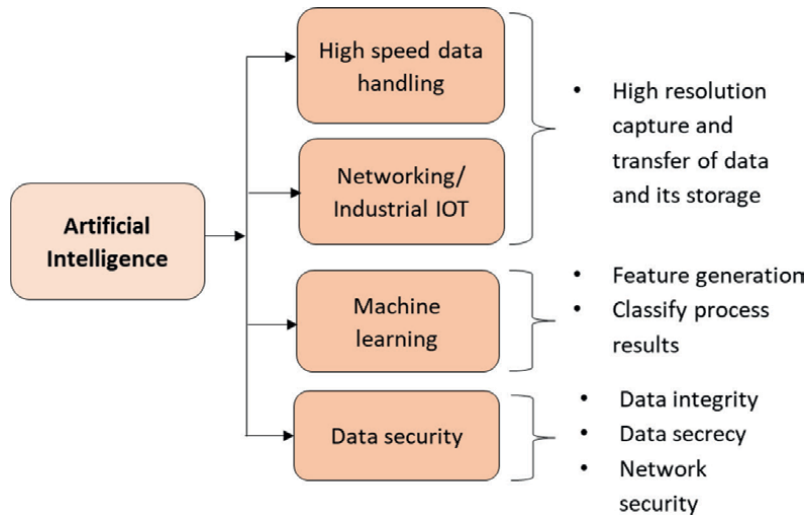 High speed data
handling
Networking/
Industrial IOT
• High resolution
capture and
transfer of data
and its storage
Artificial
Intelligence
Machine
learning
• Feature generation
• Classify process
results
Data security
• Data integrity
• Data secrecy
• Network
security